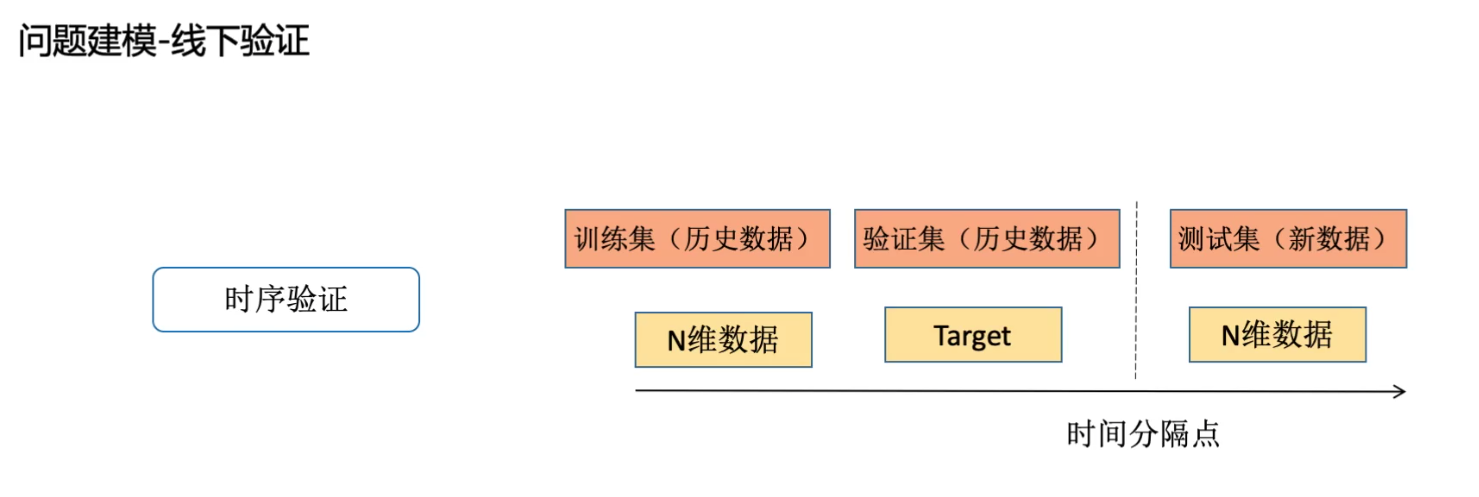 问题建模-线下验证
时序验证
训练集（历史数据）
验证集（历史数据）
测试集（新数据）
N维数据
Target
N维数据
时间分隔点